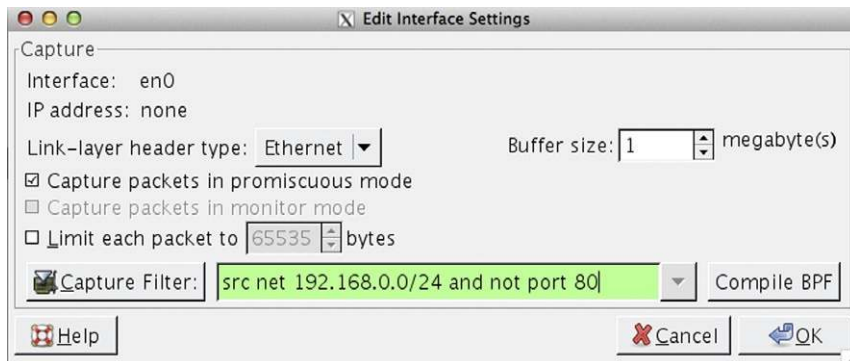 Edit Interface Settings
Capture
Interface: en0
IP address: none
Link-layer header type: Ethernet Buffer size: 1 megabyte(s)
Capture packets in promiscuous mode
Capture packets in monitor mode
Limit each packet to 65535 bytes
Capture Filter: src net 192.168.0.0/24 and not port 80 Compile BPF
Help Cancel OK